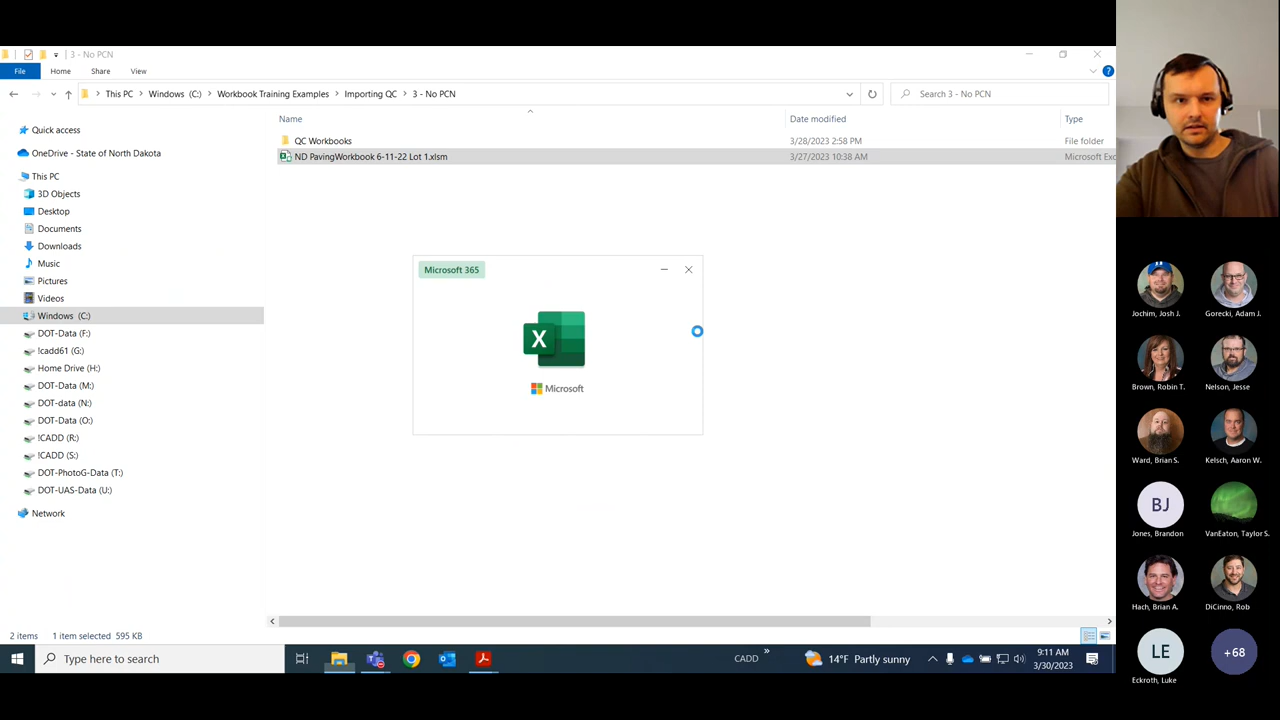 3 - No PCN
File Home Share View
This PC Windows (C:) Workbook Training Examples Importing QC 3 - No PCN
Search 3 - No PCN
Name Date modified Type
QC Workbooks 3/28/2023 2:58 PM File folder
ND PavingWorkbook 6-11-22 Lot 1.xlsm 3/27/2023 10:38 AM Microsoft Exc
Quick access
OneDrive - State of North Dakota
This PC
3D Objects
Desktop
Documents
Downloads
Music
Pictures
Videos
Windows (C:)
DOT-Data (F:)
!cadd61 (G:)
Home Drive (H:)
DOT-Data (M:)
DOT-data (N:)
DOT-Data (O:)
!CADD (R:)
!CADD (S:)
DOT-PhotoG-Data (T:)
DOT-UAS-Data (U:)
Network
Microsoft 365
X
Microsoft
2 items 1 item selected 595 KB
Type here to search
CADD
14°F Partly sunny
9:11 AM
3/30/2023
Jochim, Josh J. Gorecki, Adam J.
Brown, Robin T. Nelson, Jesse
Ward, Brian S. Kelsch, Aaron W.
BJ
Jones, Brandon VanEaton, Taylor S.
Hach, Brian A. DiCinno, Rob
LE +68
Eckroth, Luke